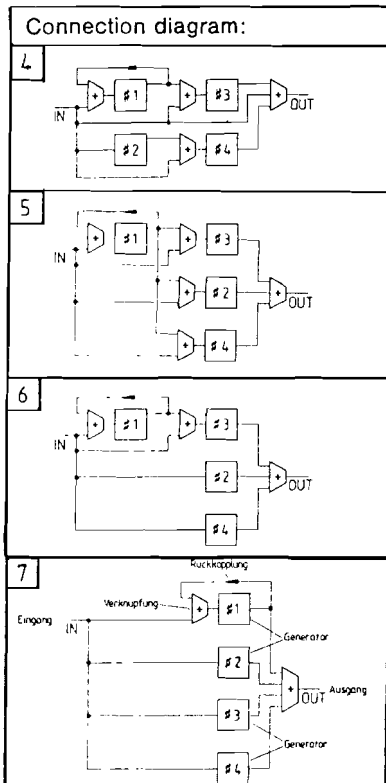 Connection diagram:
4
+ #1 + #3 + OUT
IN
#2 + #4
5
+ #1 + #3
IN
+ #2 + OUT
+ #4
6
+ #1 + #3
IN
#2 + OUT
#4
7
Rückkopplung
Verknüpfung + #1
Eingang IN
Generator
#2
+ OUT Ausgang
#3
Generator
#4